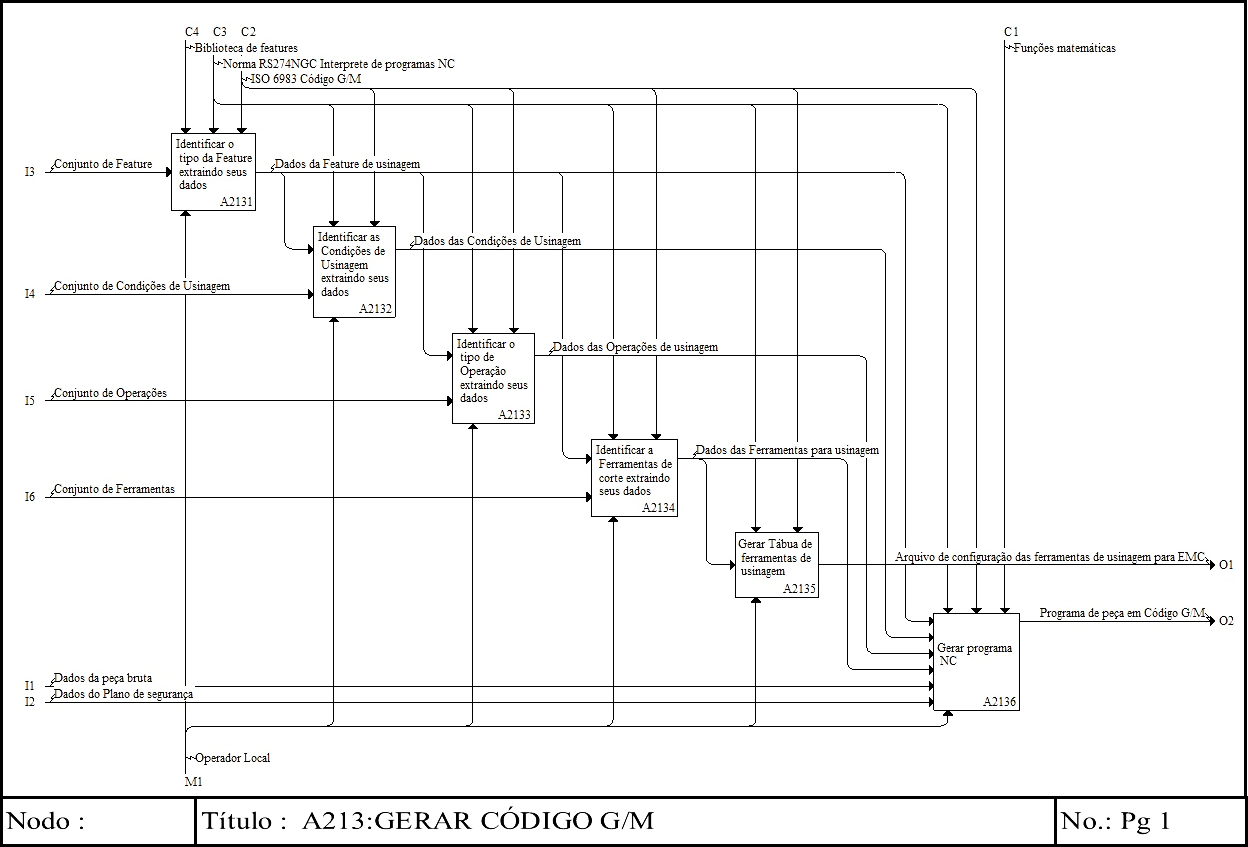 C4 C3 C2 C1
Biblioteca de features
Funções matemáticas
Norma RS274NGC Interprete de programas NC
ISO 6983 Código G/M
Identificar o
tipo da Feature
extraindo seus
dados
A2131
I3
Conjunto de Feature
Dados da Feature de usinagem
Identificar as
Condições de
Usinagem
extraindo seus
dados
A2132
Dados das Condições de Usinagem
I4
Conjunto de Condições de Usinagem
Identificar o
tipo de
Operação
extraindo seus
dados
A2133
Dados das Operações de usinagem
I5
Conjunto de Operações
Identificar a
Ferramentas de
corte extraindo
seus dados
A2134
Dados das Ferramentas para usinagem
I6
Conjunto de Ferramentas
Gerar Tábua de
ferramentas de
usinagem
A2135
Arquivo de configuração das ferramentas de usinagem para EMC
O1
Programa de peça em Código G/M
O2
Gerar programa
NC
A2136
Dados da peça bruta
I1
Dados do Plano de segurança
I2
Operador Local
M1
Nodo :
Título : A213:GERAR CÓDIGO G/M
No.: Pg 1